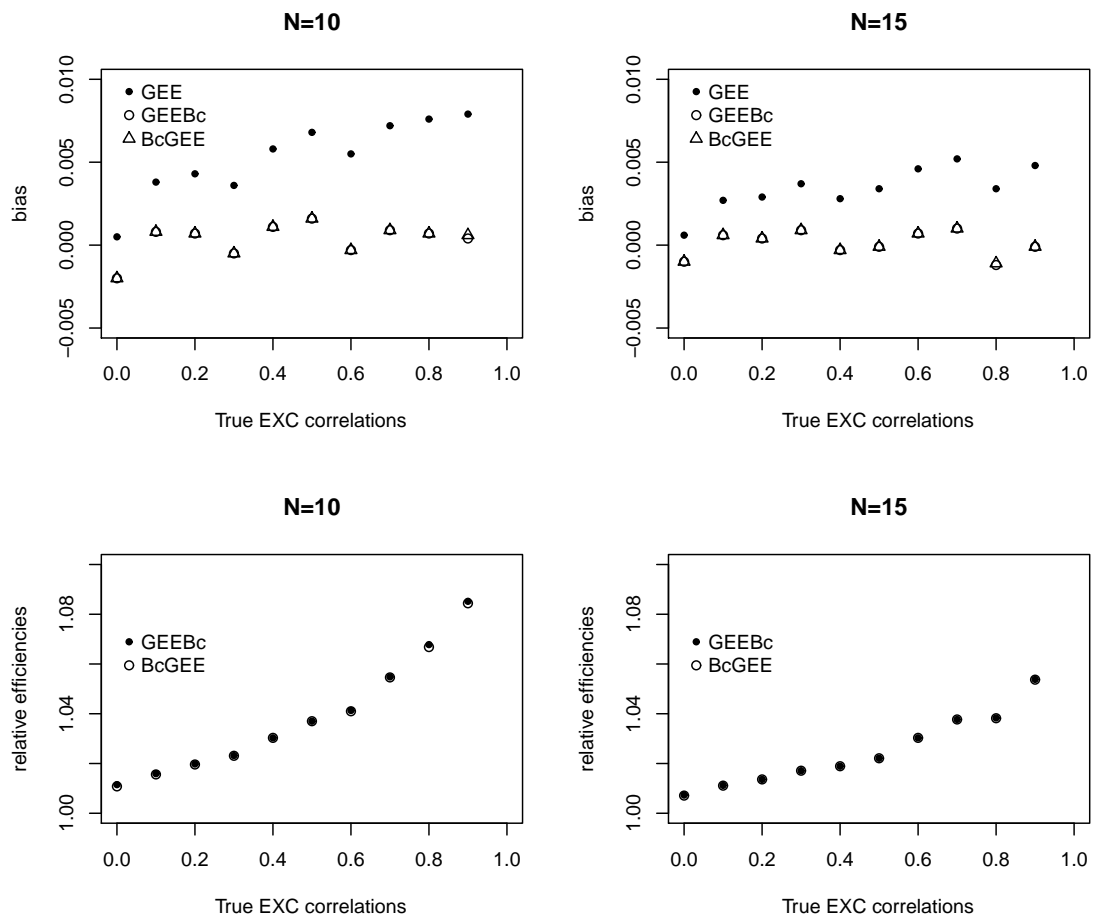 N=10
0.010
0.005
0.000
−0.005
bias
GEE
GEEBc
BcGEE
0.0 0.2 0.4 0.6 0.8 1.0
True EXC correlations
N=15
0.010
0.005
0.000
−0.005
bias
GEE
GEEBc
BcGEE
0.0 0.2 0.4 0.6 0.8 1.0
True EXC correlations
N=10
1.08
1.04
1.00
relative efficiencies
GEEBc
BcGEE
0.0 0.2 0.4 0.6 0.8 1.0
True EXC correlations
N=15
1.08
1.04
1.00
relative efficiencies
GEEBc
BcGEE
0.0 0.2 0.4 0.6 0.8 1.0
True EXC correlations